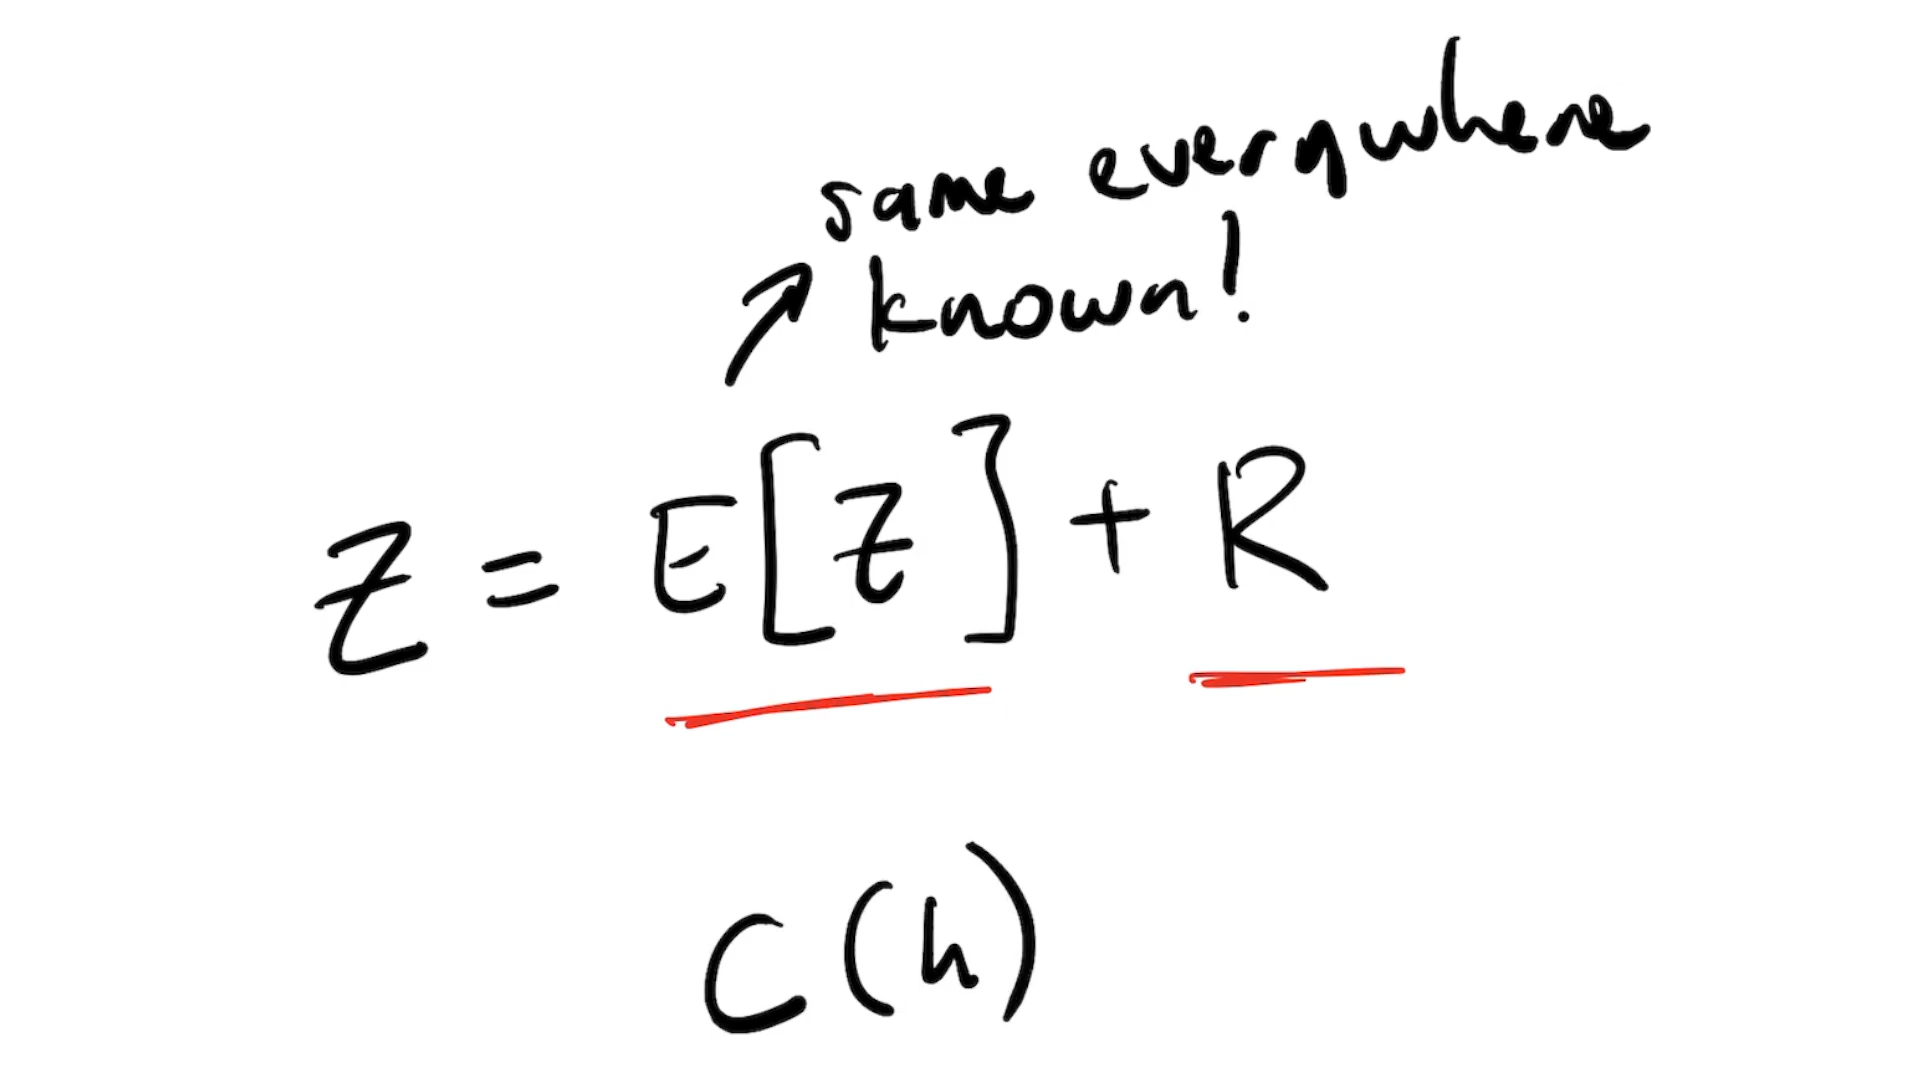 same everywhere
known!
Z = E[Z] + R
C(h)